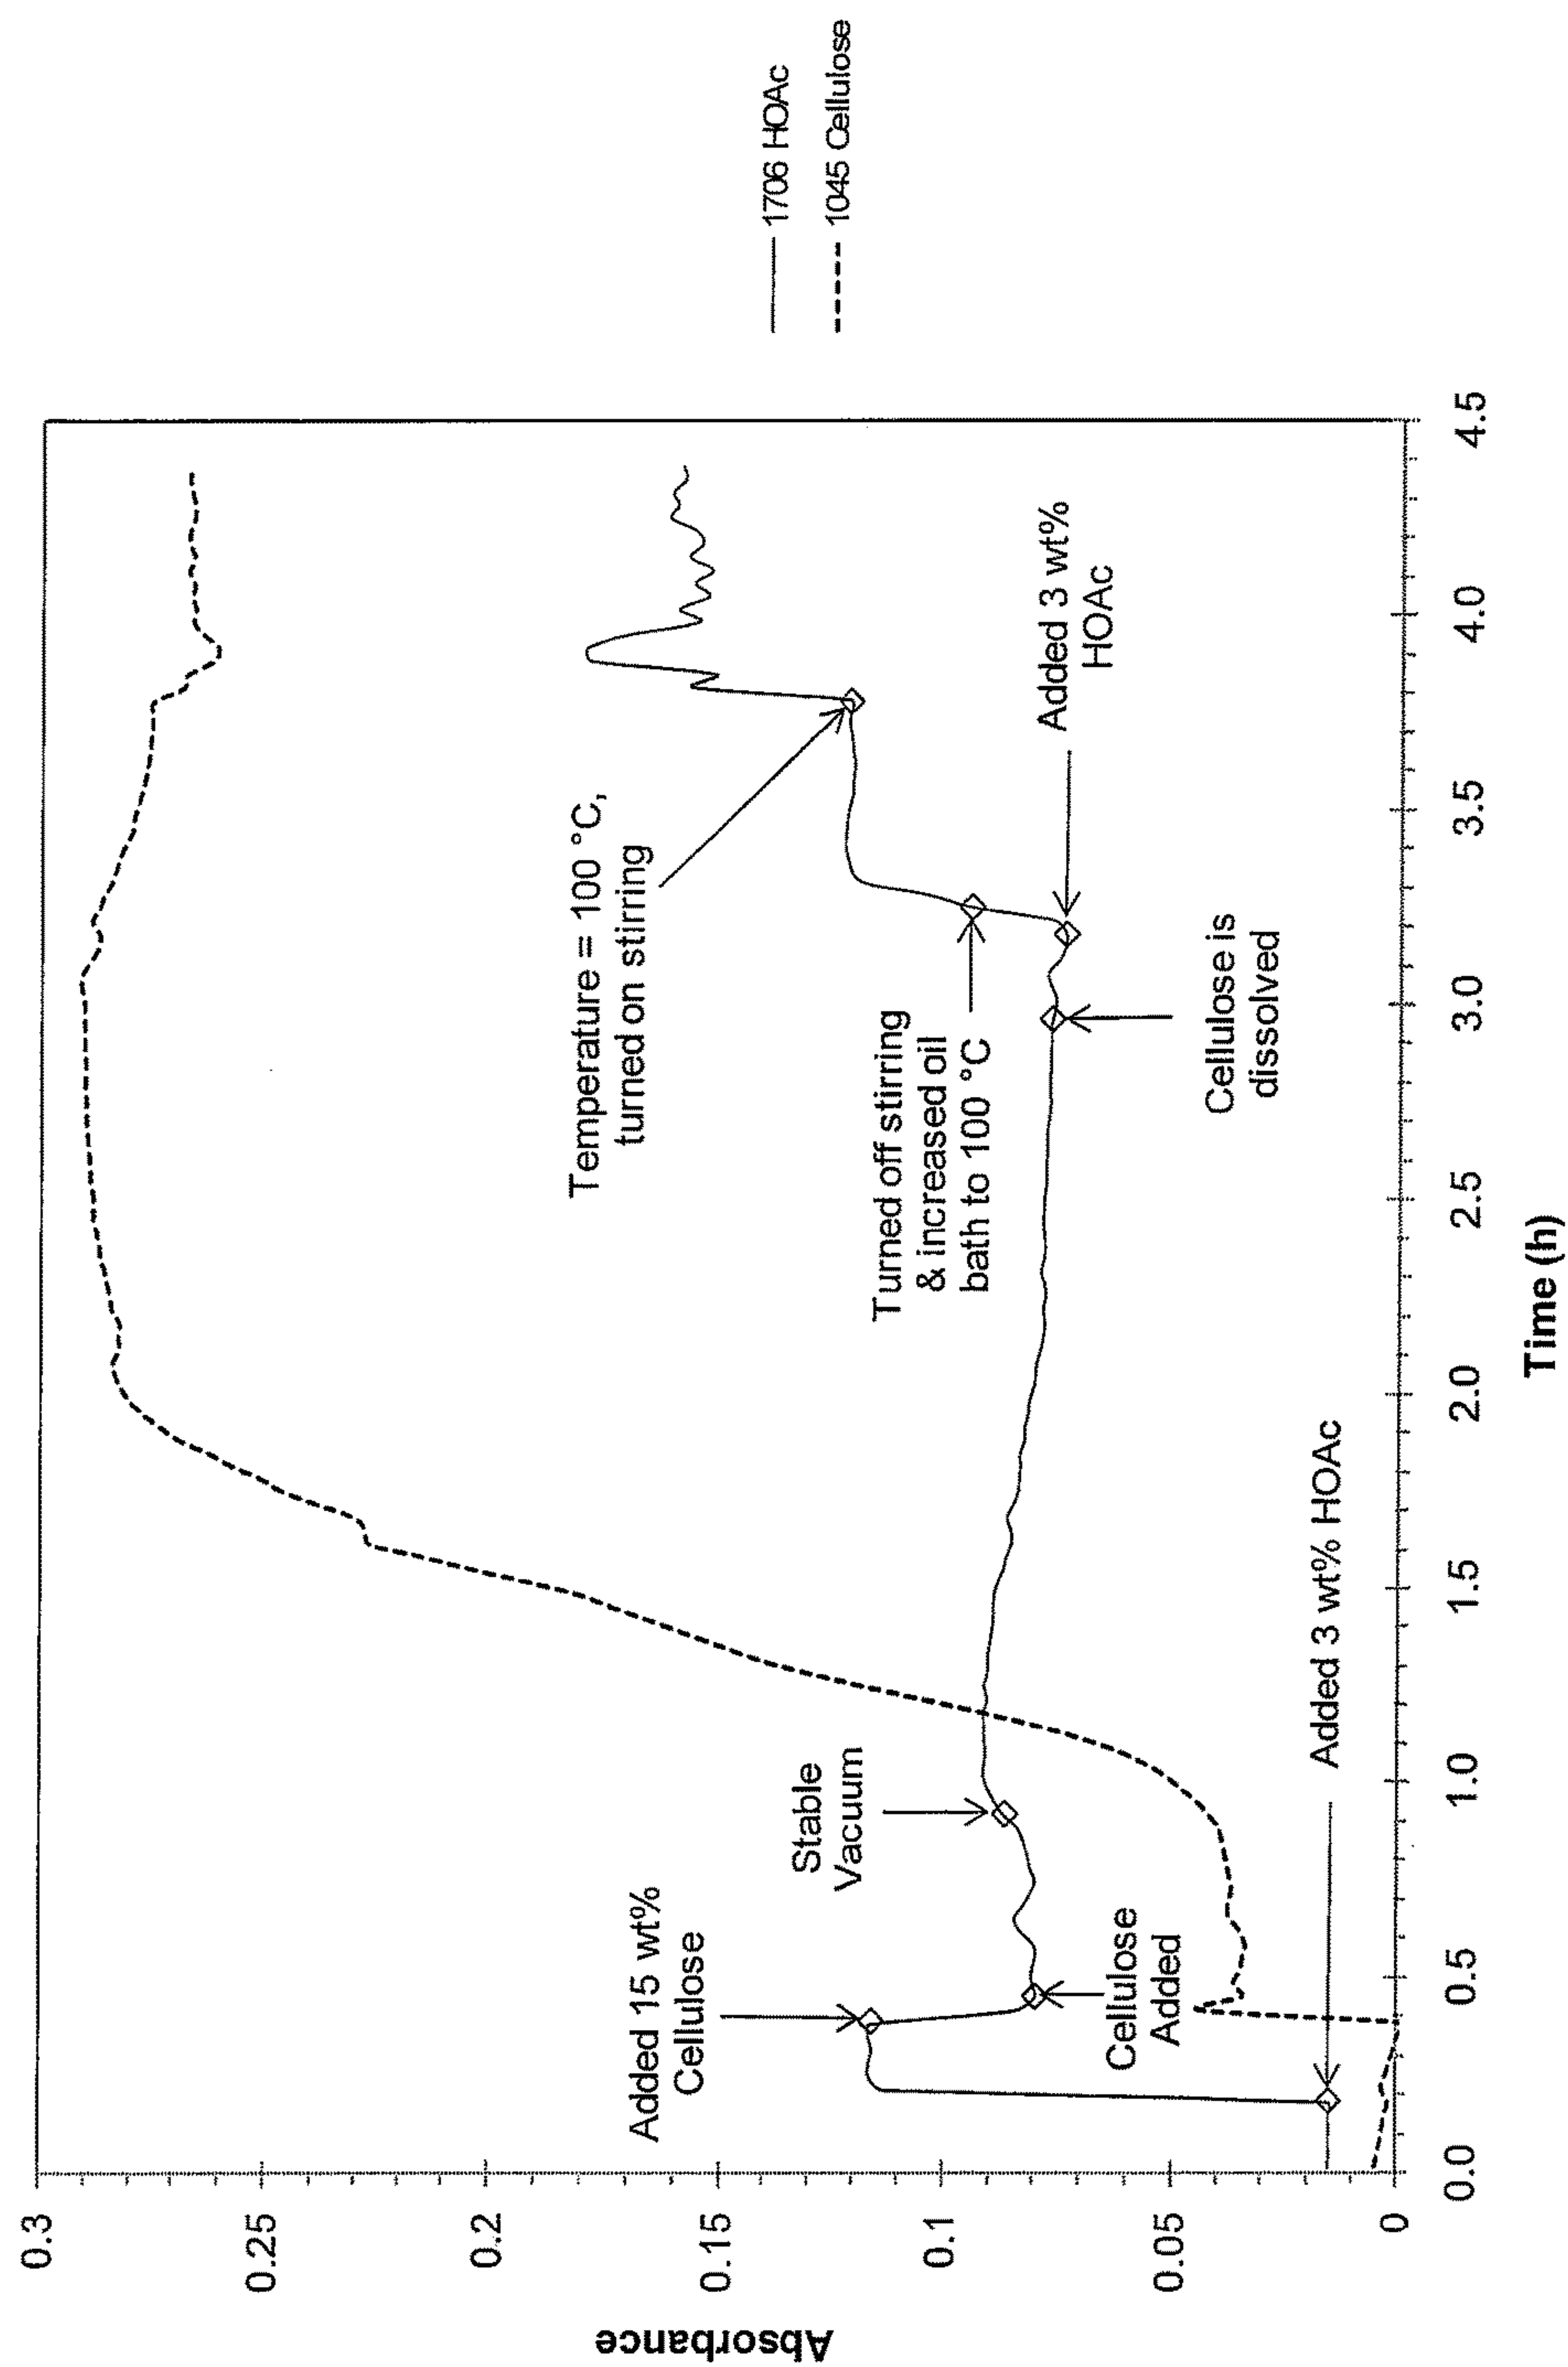 Absorbance
0.3
0.25
0.2
0.15
0.1
0.05
0
0.0
0.5
1.0
1.5
2.0
2.5
3.0
3.5
4.0
4.5
Time (h)
Added 15 wt%
Cellulose
Cellulose
Added
Stable
Vacuum
Added 3 wt% HOAc
Temperature = 100 °C,
turned on stirring
Turned off stirring
& increased oil
bath to 100 °C
Cellulose is
dissolved
Added 3 wt%
HOAc
1706 HOAc
1045 Cellulose